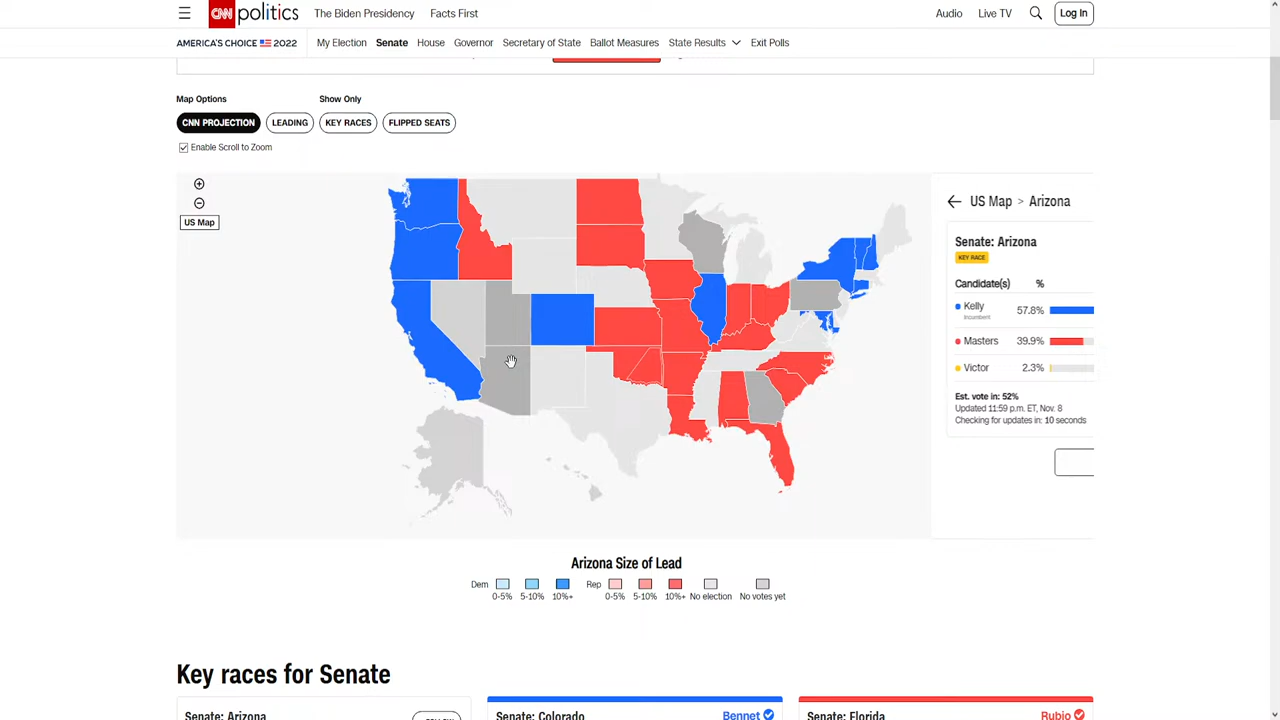 CNN politics The Biden Presidency Facts First Audio Live TV Log In
AMERICA'S CHOICE 2022 My Election Senate House Governor Secretary of State Ballot Measures State Results Exit Polls
Map Options Show Only
CNN PROJECTION LEADING KEY RACES FLIPPED SEATS
Enable Scroll to Zoom
US Map
US Map > Arizona
Senate: Arizona
KEY RACE
Candidate(s) %
Kelly 57.8%
Incumbent
Masters 39.9%
Victor 2.3%
Est. vote in: 52%
Updated 11:59 p.m. ET, Nov. 8
Checking for updates in: 10 seconds
Arizona Size of Lead
Dem Rep
0-5% 5-10% 10%+ 0-5% 5-10% 10%+ No election No votes yet
Key races for Senate
Senate: Arizona
Senate: Colorado Bennet
Senate: Florida Rubio